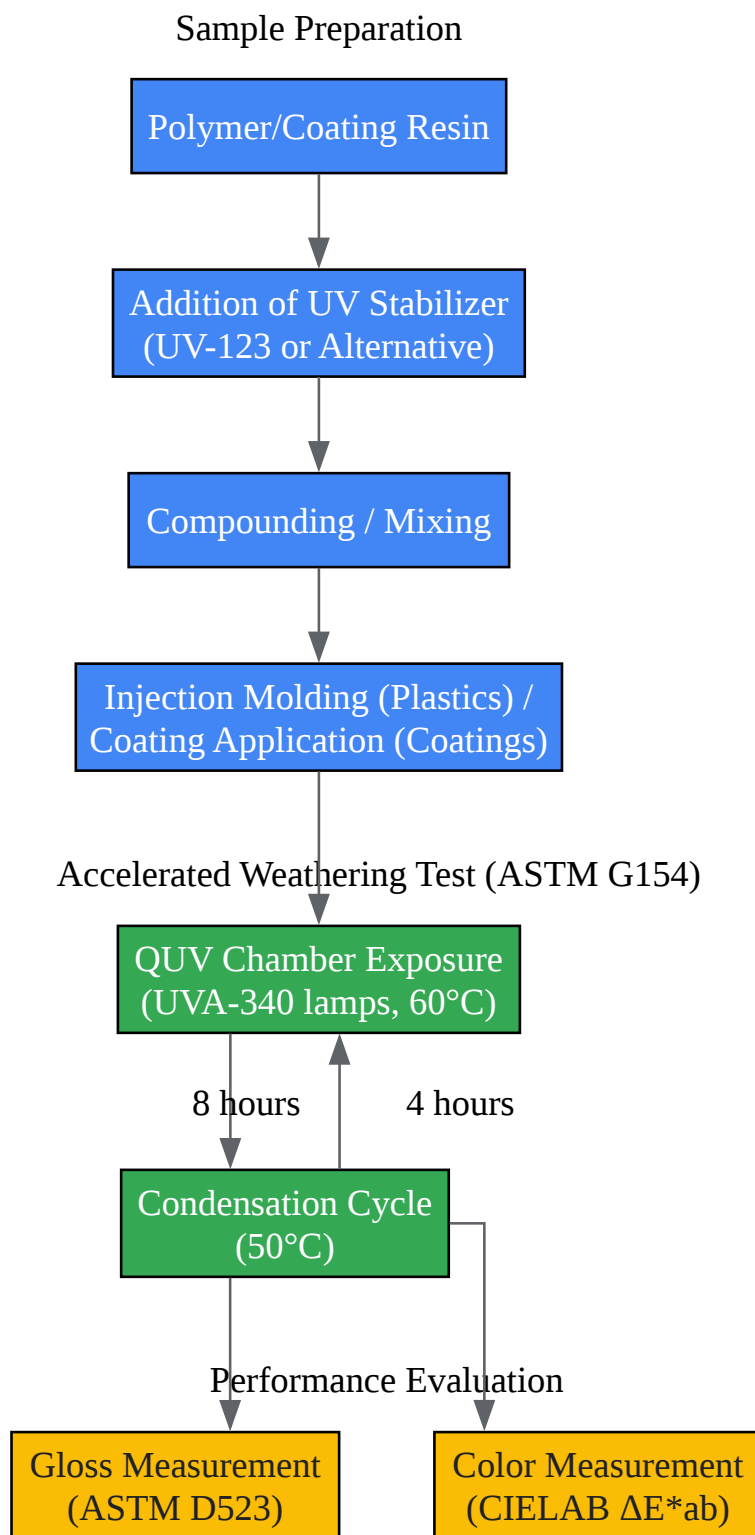 Sample Preparation
Polymer/Coating Resin
Addition of UV Stabilizer
(UV-123 or Alternative)
Compounding / Mixing
Injection Molding (Plastics) /
Coating Application (Coatings)
Accelerated Weathering Test (ASTM G154)
QUV Chamber Exposure
(UVA-340 lamps, 60°C)
8 hours
4 hours
Condensation Cycle
(50°C)
Performance Evaluation
Gloss Measurement
(ASTM D523)
Color Measurement
(CIELAB ΔE*ab)